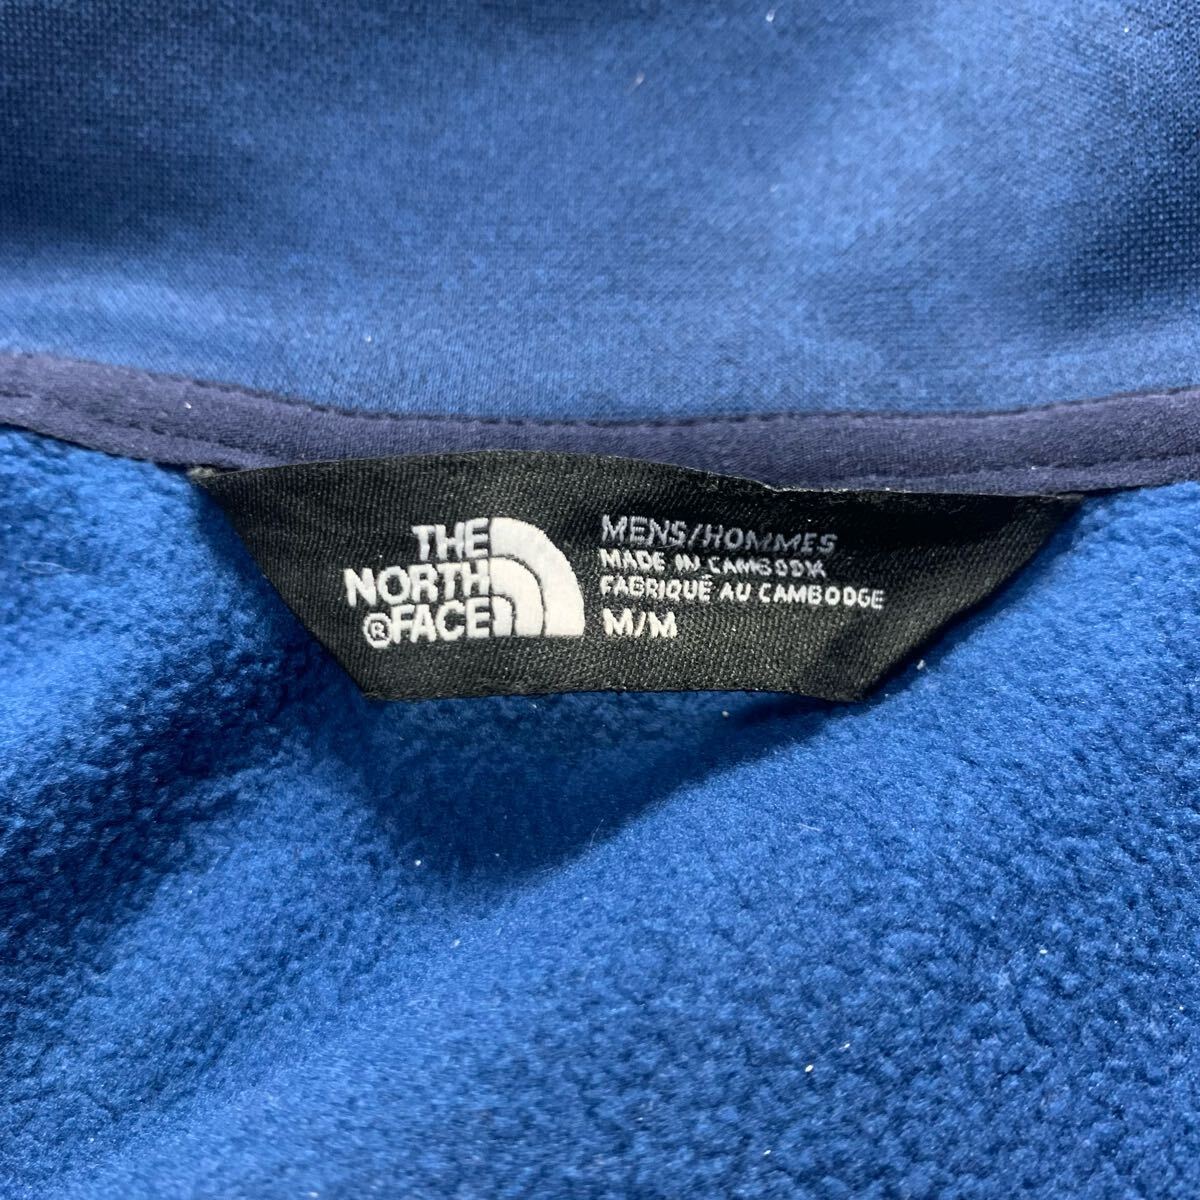 THE
NORTH
®FACE
MENS/HOMMES
MADE IN CAMBODIA
FABRIQUÉ AU CAMBODGE
M/M